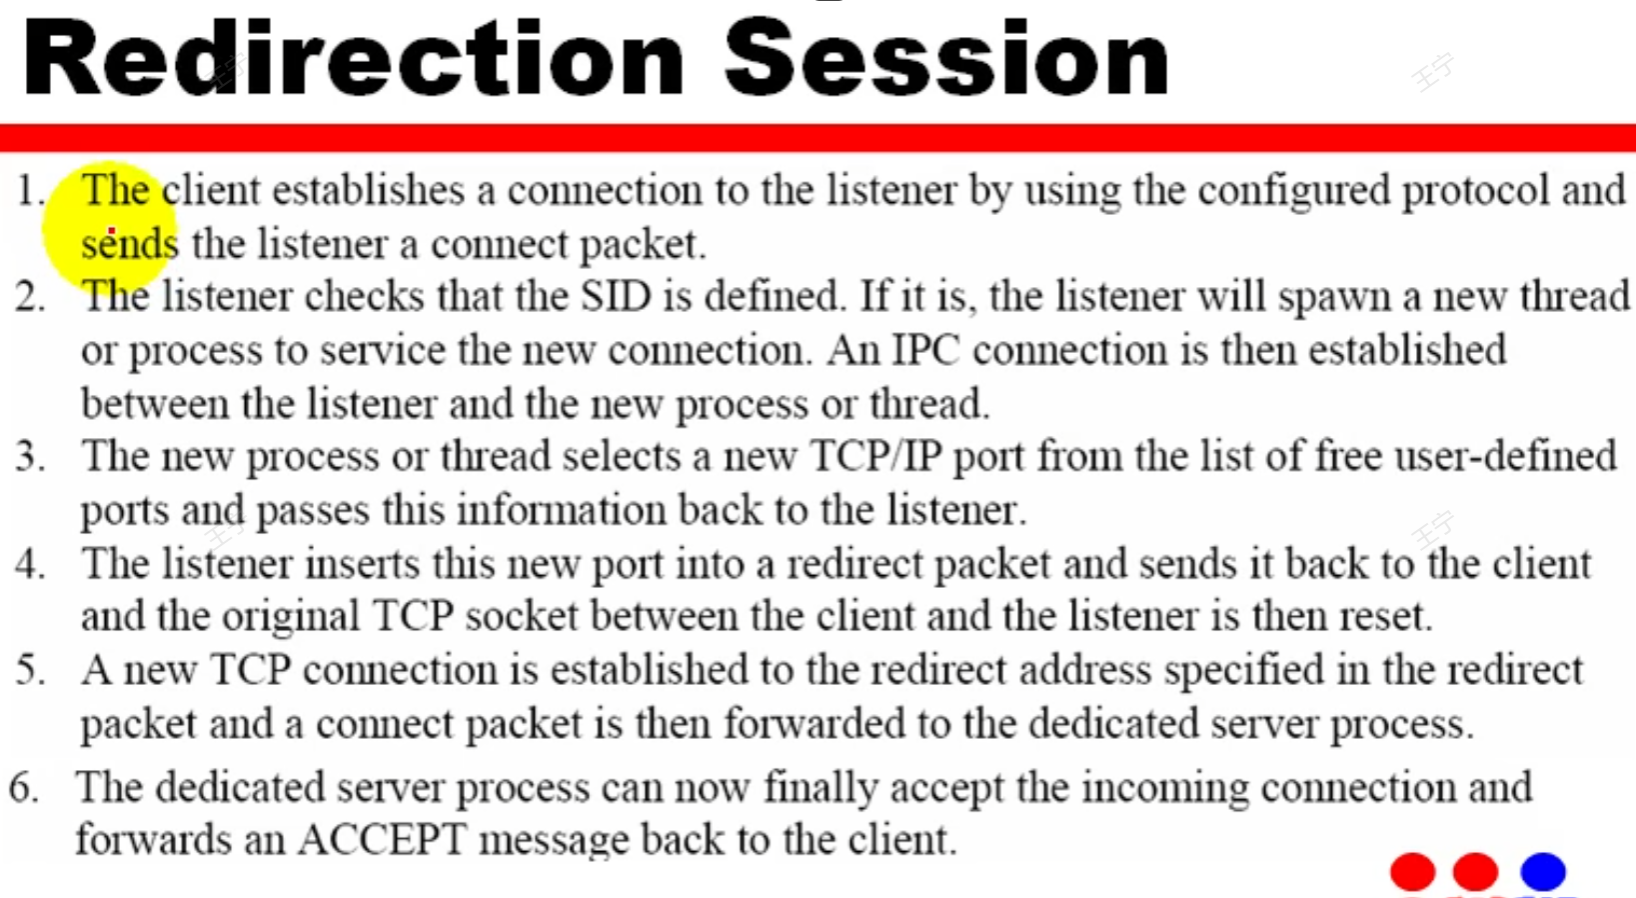 Redirection Session
王宁
王宁
1. The client establishes a connection to the listener by using the configured protocol and
sends the listener a connect packet.
2. The listener checks that the SID is defined. If it is, the listener will spawn a new thread
or process to service the new connection. An IPC connection is then established
between the listener and the new process or thread.
3. The new process or thread selects a new TCP/IP port from the list of free user-defined
ports and passes this information back to the listener.
王宁
王宁
4. The listener inserts this new port into a redirect packet and sends it back to the client
and the original TCP socket between the client and the listener is then reset.
5. A new TCP connection is established to the redirect address specified in the redirect
packet and a connect packet is then forwarded to the dedicated server process.
6. The dedicated server process can now finally accept the incoming connection and
forwards an ACCEPT message back to the client.